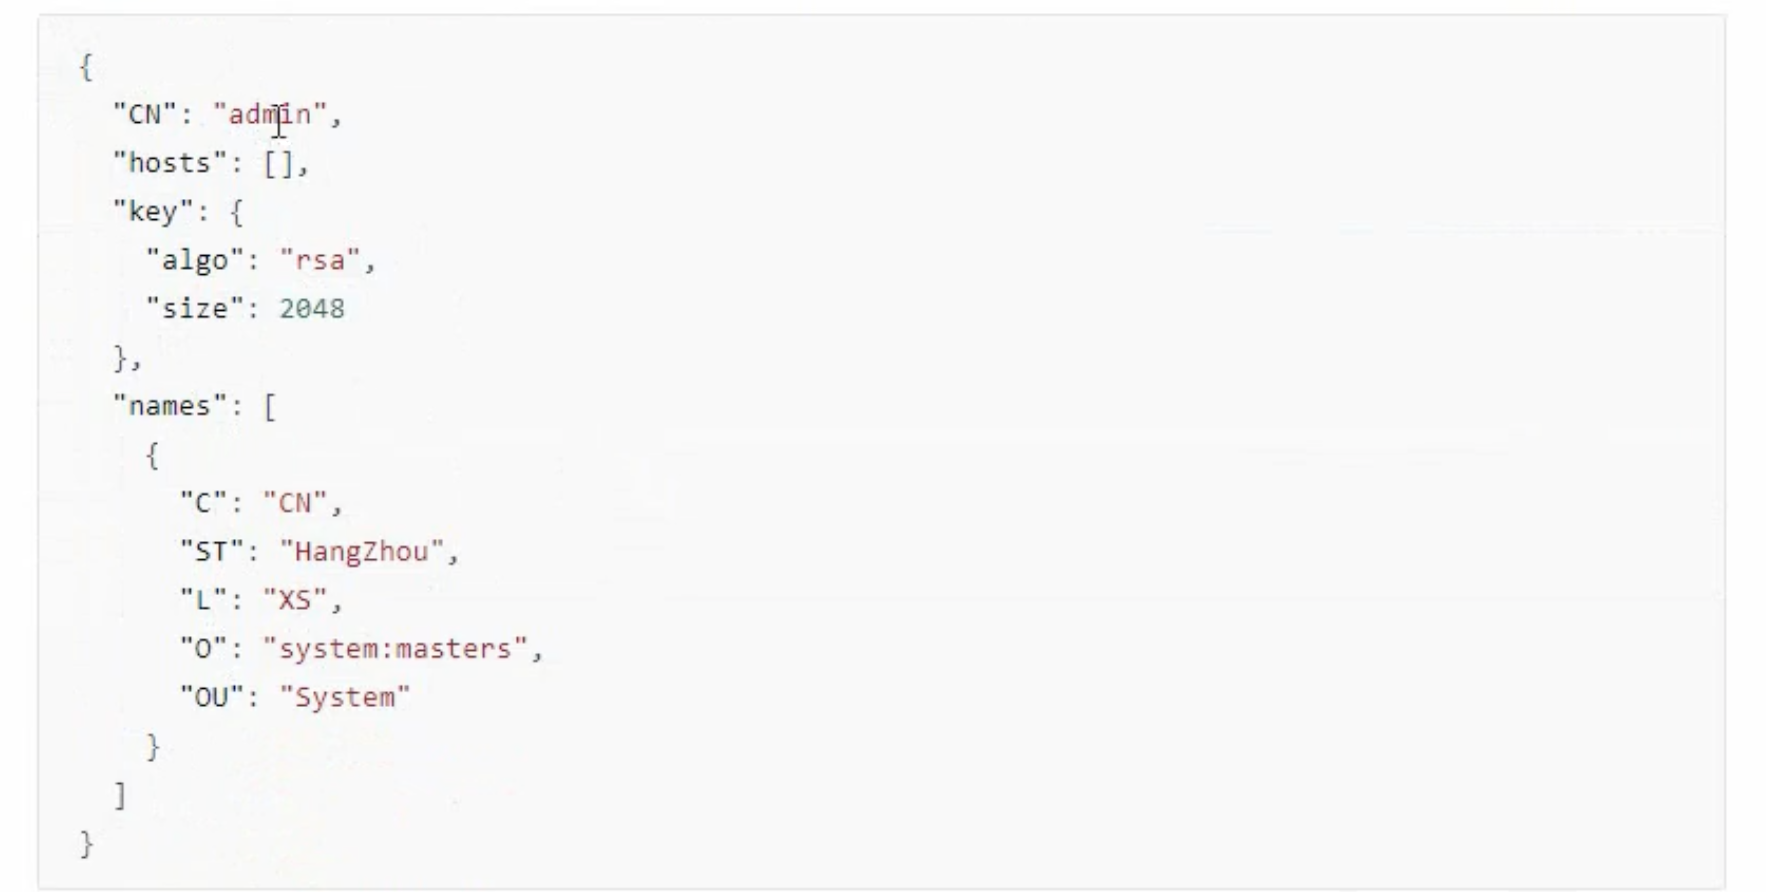 {
  "CN": "admin",
  "hosts": [],
  "key": {
    "algo": "rsa",
    "size": 2048
  },
  "names": [
    {
      "C": "CN",
      "ST": "HangZhou",
      "L": "XS",
      "O": "system:masters",
      "OU": "System"
    }
  ]
}